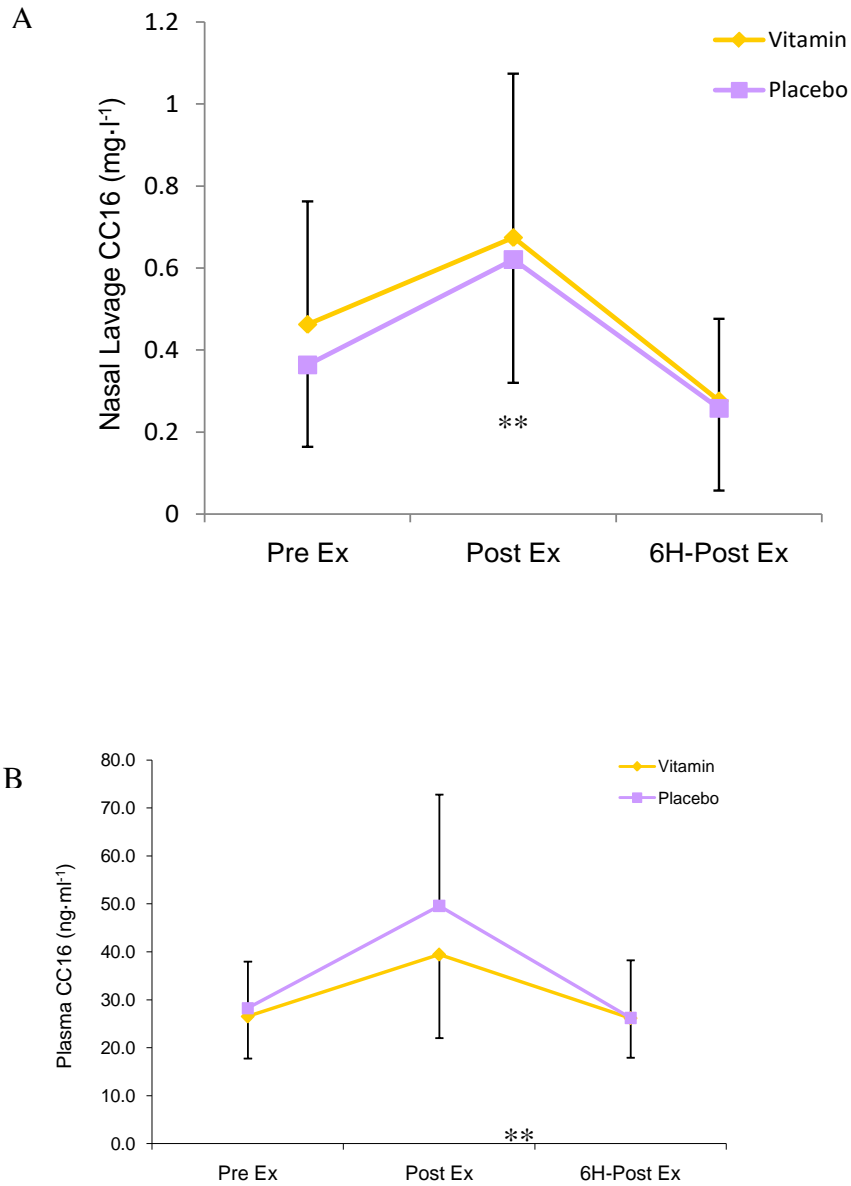 A
Nasal Lavage CC16 (mg·l⁻¹)
1.2
1
0.8
0.6
0.4
0.2
0
Vitamin
Placebo
**
Pre Ex
Post Ex
6H-Post Ex
B
Plasma CC16 (ng·ml⁻¹)
80.0
70.0
60.0
50.0
40.0
30.0
20.0
10.0
0.0
Vitamin
Placebo
**
Pre Ex
Post Ex
6H-Post Ex